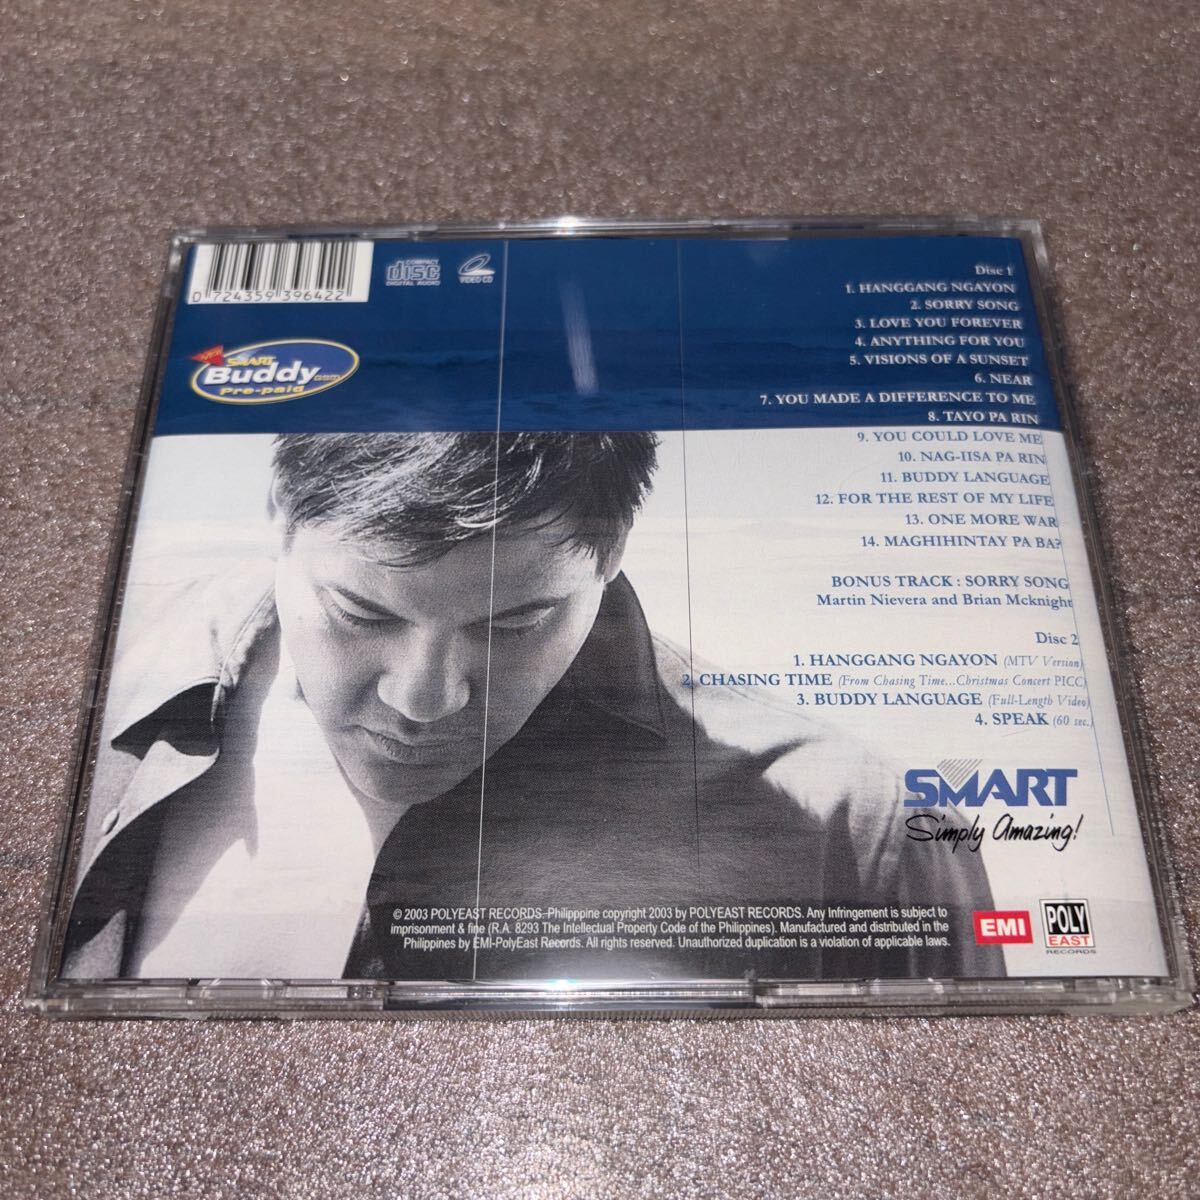 0 724359 396422
COMPACT
disc
DIGITAL AUDIO
VIDEO CD
SMART
Buddy
Pre-paid
Disc 1
1. HANGGANG NGAYON
2. SORRY SONG
3. LOVE YOU FOREVER
4. ANYTHING FOR YOU
5. VISIONS OF A SUNSET
6. NEAR
7. YOU MADE A DIFFERENCE TO ME
8. TAYO PA RIN
9. YOU COULD LOVE ME
10. NAG-IISA PA RIN
11. BUDDY LANGUAGE
12. FOR THE REST OF MY LIFE
13. ONE MORE WAR
14. MAGHIHINTAY PA BA?
BONUS TRACK : SORRY SONG
Martin Nievera and Brian Mcknight
Disc 2
1. HANGGANG NGAYON (MTV Version)
2. CHASING TIME (From Chasing Time...Christmas Concert PICC)
3. BUDDY LANGUAGE (Full-Length Video)
4. SPEAK (60 sec.)
SMART
Simply Amazing!
© 2003 POLYEAST RECORDS. Philipppine copyright 2003 by POLYEAST RECORDS. Any Infringement is subject to
imprisonment & fine (R.A. 8293 The Intellectual Property Code of the Philippines). Manufactured and distributed in the
Philippines by EMI-PolyEast Records. All rights reserved. Unauthorized duplication is a violation of applicable laws.
EMI
POLY
EAST
RECORDS